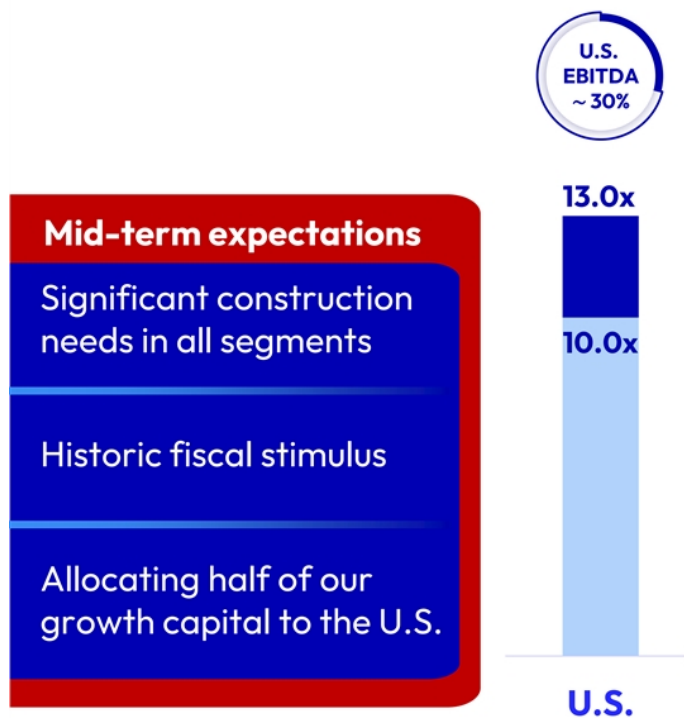 U.S.
EBITDA
~ 30%
13.0x
10.0x
U.S.
Mid-term expectations
Significant construction
needs in all segments
Historic fiscal stimulus
Allocating half of our
growth capital to the U.S.